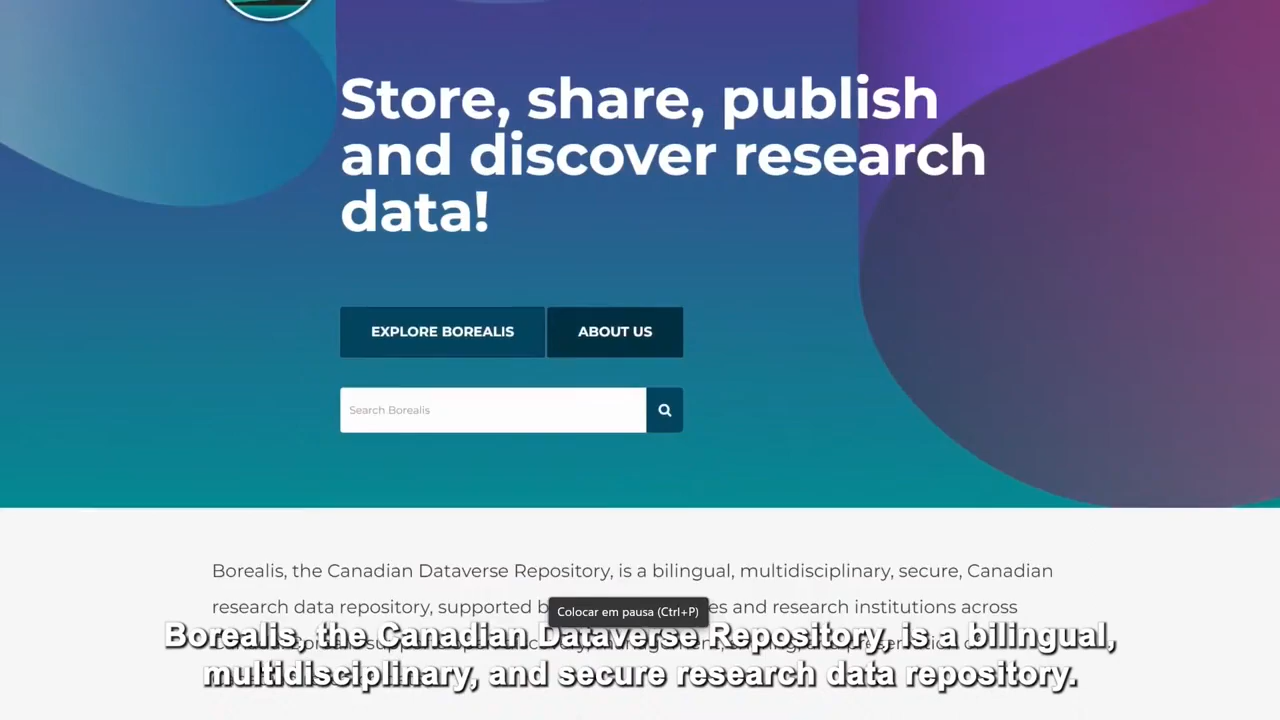 Store, share, publish
and discover research
data!
EXPLORE BOREALIS
ABOUT US
Search Borealis
Borealis, the Canadian Dataverse Repository, is a bilingual, multidisciplinary, secure, Canadian
research data repository, supported b
es and research institutions across
Colocar em pausa (Ctrl+P)
Borealis, the Canadian Dataverse Repository, is a bilingual,
multidisciplinary, and secure research data repository.